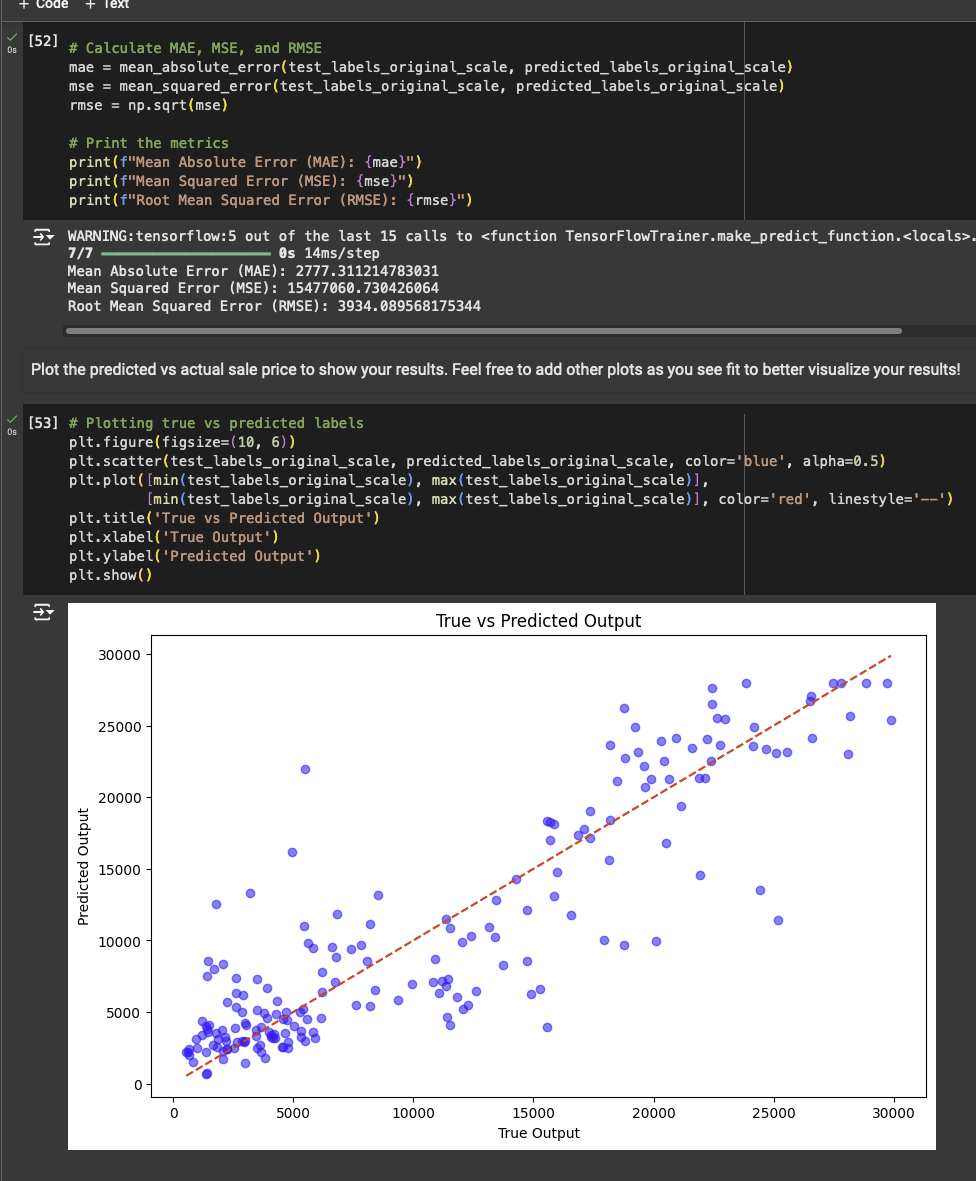 + Code + Text
[52]
# Calculate MAE, MSE, and RMSE
mae = mean_absolute_error(test_labels_original_scale, predicted_labels_original_scale)
mse = mean_squared_error(test_labels_original_scale, predicted_labels_original_scale)
rmse = np.sqrt(mse)
# Print the metrics
print(f"Mean Absolute Error (MAE): {mae}")
print(f"Mean Squared Error (MSE): {mse}")
print(f"Root Mean Squared Error (RMSE): {rmse}")
0s
WARNING:tensorflow:5 out of the last 15 calls to <function TensorFlowTrainer.make_predict_function.<locals>.
7/7 0s 14ms/step
Mean Absolute Error (MAE): 2777.311214783031
Mean Squared Error (MSE): 15477060.730426064
Root Mean Squared Error (RMSE): 3934.089568175344
Plot the predicted vs actual sale price to show your results. Feel free to add other plots as you see fit to better visualize your results!
[53] # Plotting true vs predicted labels
0s
plt.figure(figsize=(10, 6))
plt.scatter(test_labels_original_scale, predicted_labels_original_scale, color='blue', alpha=0.5)
plt.plot([min(test_labels_original_scale), max(test_labels_original_scale)],
[min(test_labels_original_scale), max(test_labels_original_scale)], color='red', linestyle='--')
plt.title('True vs Predicted Output')
plt.xlabel('True Output')
plt.ylabel('Predicted Output')
plt.show()
True vs Predicted Output
30000
25000
20000
15000
10000
5000
0
Predicted Output
0 5000 10000 15000 20000 25000 30000
True Output